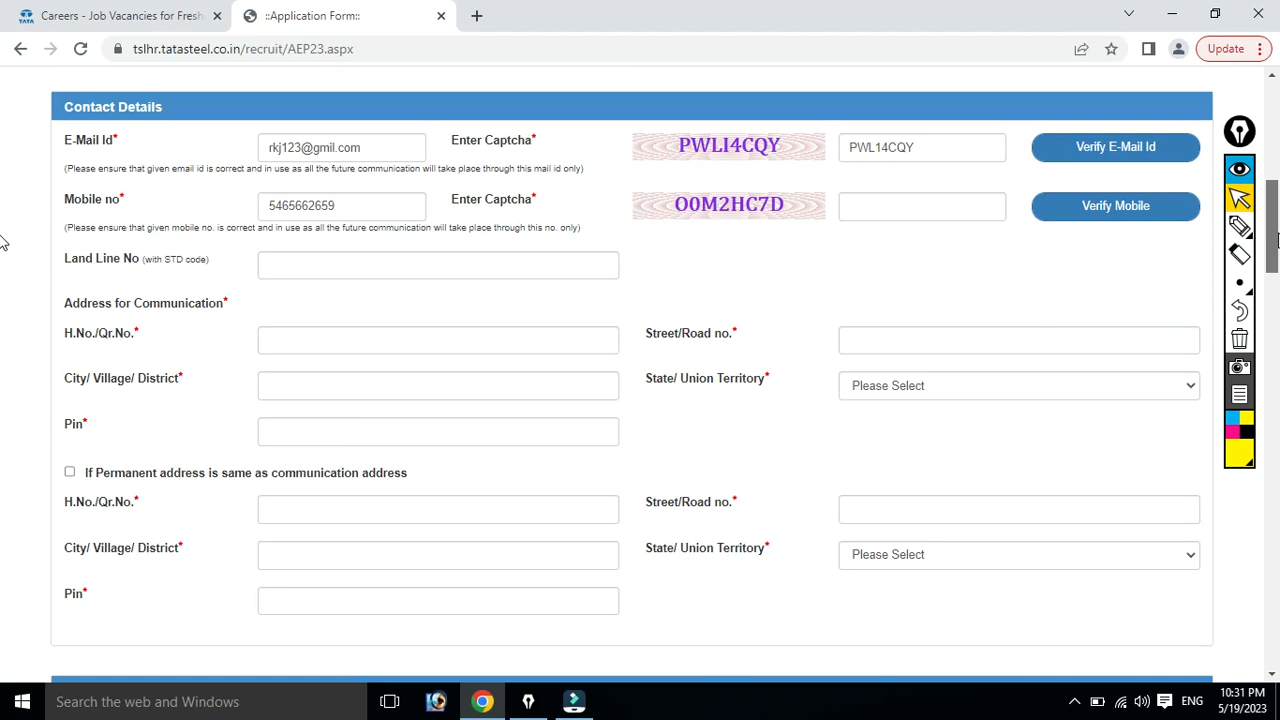 Careers - Job Vacancies for Fresh
::Application Form::
tslhr.tatasteel.co.in/recruit/AEP23.aspx
Update
Contact Details
E-Mail Id* rkj123@gmil.com Enter Captcha* PWLI4CQY PWL14CQY Verify E-Mail Id
(Please ensure that given email id is correct and in use as all the future communication will take place through this mail id only)
Mobile no* 5465662659 Enter Captcha* O0M2HC7D Verify Mobile
(Please ensure that given mobile no. is correct and in use as all the future communication will take place through this no. only)
Land Line No (with STD code)
Address for Communication*
H.No./Qr.No.* Street/Road no.*
City/ Village/ District* State/ Union Territory* Please Select
Pin*
If Permanent address is same as communication address
H.No./Qr.No.* Street/Road no.*
City/ Village/ District* State/ Union Territory* Please Select
Pin*
Search the web and Windows
ENG
10:31 PM
5/19/2023